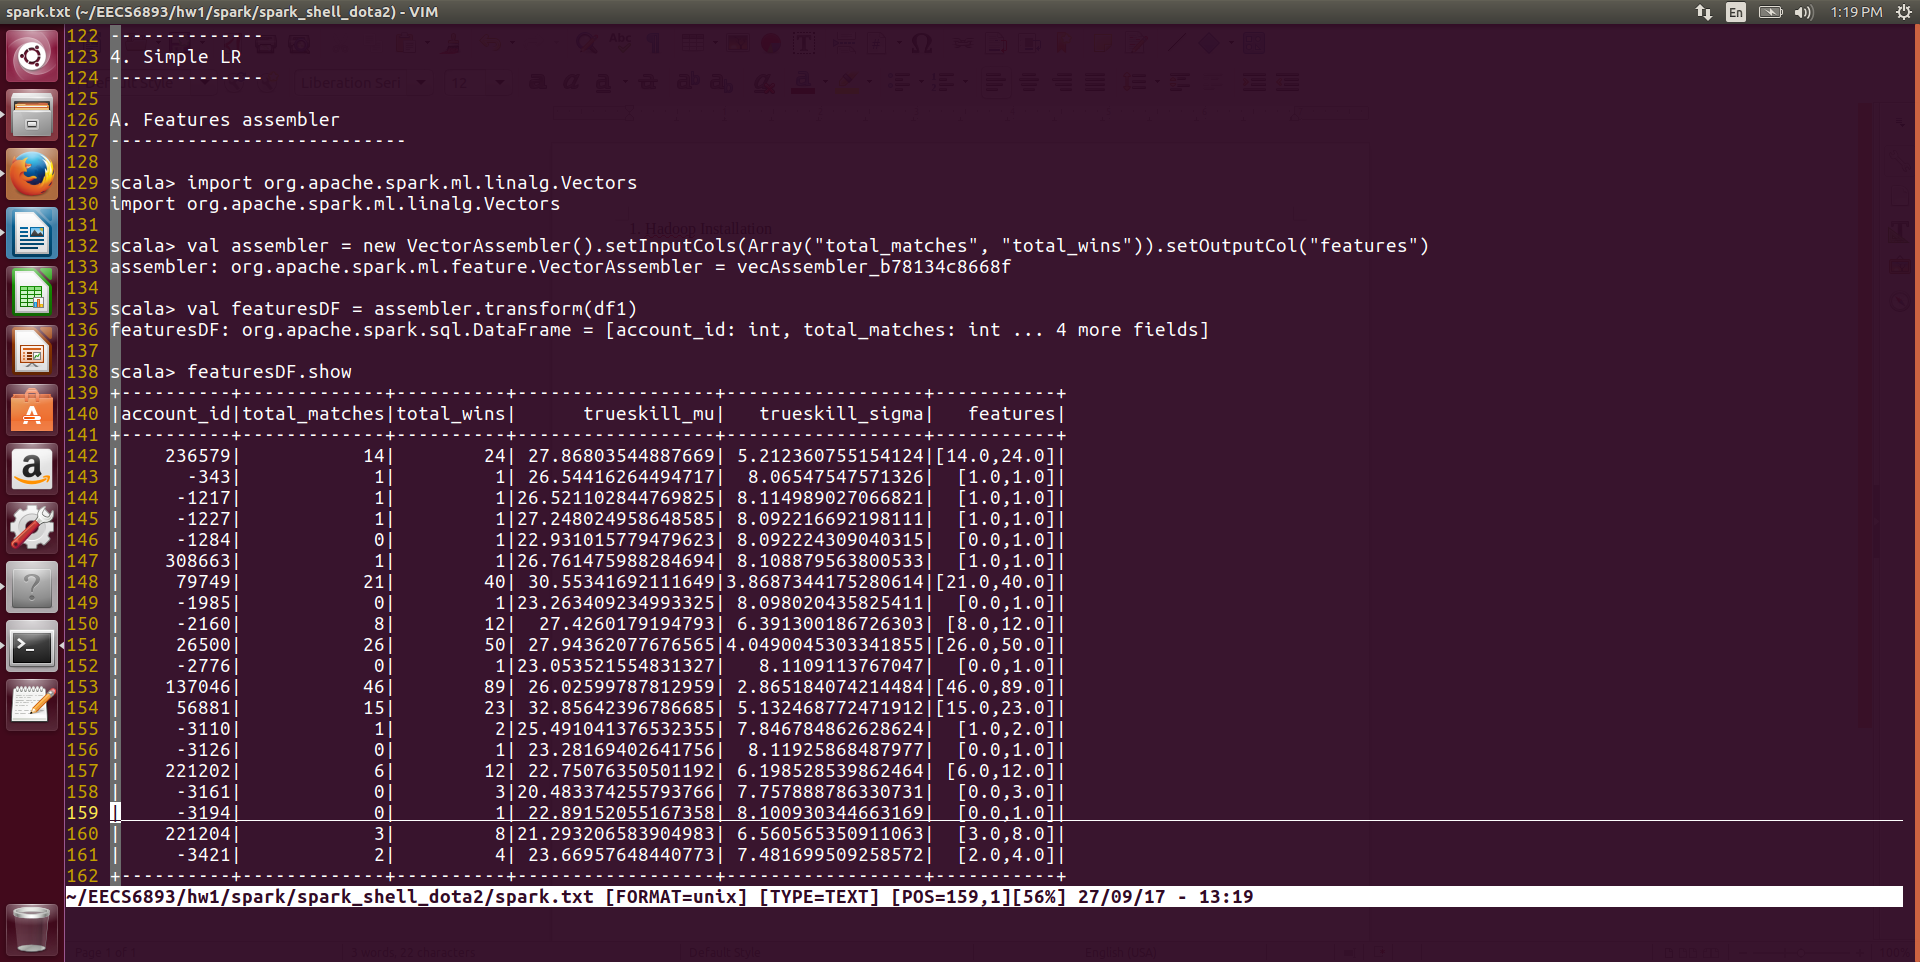 spark.txt (~/EECS6893/hw1/spark/spark_shell_dota2) - VIM
En 1:19 PM
122 --------------
123 4. Simple LR
124 --------------
125
126 A. Features assembler
127 ---------------------------
128
129 scala> import org.apache.spark.ml.linalg.Vectors
130 import org.apache.spark.ml.linalg.Vectors
131
1. Hadoop Installation
132 scala> val assembler = new VectorAssembler().setInputCols(Array("total_matches", "total_wins")).setOutputCol("features")
133 assembler: org.apache.spark.ml.feature.VectorAssembler = vecAssembler_b78134c8668f
134
135 scala> val featuresDF = assembler.transform(df1)
136 featuresDF: org.apache.spark.sql.DataFrame = [account_id: int, total_matches: int ... 4 more fields]
137
138 scala> featuresDF.show
139 +----------+-------------+----------+------------------+------------------+-----------+
140 |account_id|total_matches|total_wins|      trueskill_mu|   trueskill_sigma|   features|
141 +----------+-------------+----------+------------------+------------------+-----------+
142 |    236579|           14|        24| 27.86803544887669| 5.212360755154124|[14.0,24.0]|
143 |      -343|            1|         1| 26.54416264494717|  8.06547547571326|  [1.0,1.0]|
144 |     -1217|            1|         1|26.521102844769825| 8.114989027066821|  [1.0,1.0]|
145 |     -1227|            1|         1|27.248024958648585| 8.092216692198111|  [1.0,1.0]|
146 |     -1284|            0|         1|22.931015779479623| 8.092224309040315|  [0.0,1.0]|
147 |    308663|            1|         1|26.761475988284694| 8.108879563800533|  [1.0,1.0]|
148 |     79749|           21|        40| 30.55341692111649|3.8687344175280614|[21.0,40.0]|
149 |     -1985|            0|         1|23.263409234993325| 8.098020435825411|  [0.0,1.0]|
150 |     -2160|            8|        12|  27.4260179194793| 6.391300186726303| [8.0,12.0]|
151 |     26500|           26|        50| 27.94362077676565|4.0490045303341855|[26.0,50.0]|
152 |     -2776|            0|         1|23.053521554831327|   8.1109113767047|  [0.0,1.0]|
153 |    137046|           46|        89| 26.02599787812959| 2.865184074214484|[46.0,89.0]|
154 |     56881|           15|        23| 32.85642396786685| 5.132468772471912|[15.0,23.0]|
155 |     -3110|            1|         2|25.491041376532355| 7.846784862628624|  [1.0,2.0]|
156 |     -3126|            0|         1| 23.28169402641756|  8.11925868487977|  [0.0,1.0]|
157 |    221202|            6|        12| 22.75076350501192| 6.198528539862464| [6.0,12.0]|
158 |     -3161|            0|         3|20.483374255793766| 7.757888786330731|  [0.0,3.0]|
159 |     -3194|            0|         1| 22.89152055167358| 8.100930344663169|  [0.0,1.0]|
160 |    221204|            3|         8|21.293206583904983| 6.560565350911063|  [3.0,8.0]|
161 |     -3421|            2|         4| 23.66957648440773| 7.481699509258572|  [2.0,4.0]|
162 +----------+-------------+----------+------------------+------------------+-----------+
~/EECS6893/hw1/spark/spark_shell_dota2/spark.txt [FORMAT=unix] [TYPE=TEXT] [POS=159,1][56%] 27/09/17 - 13:19